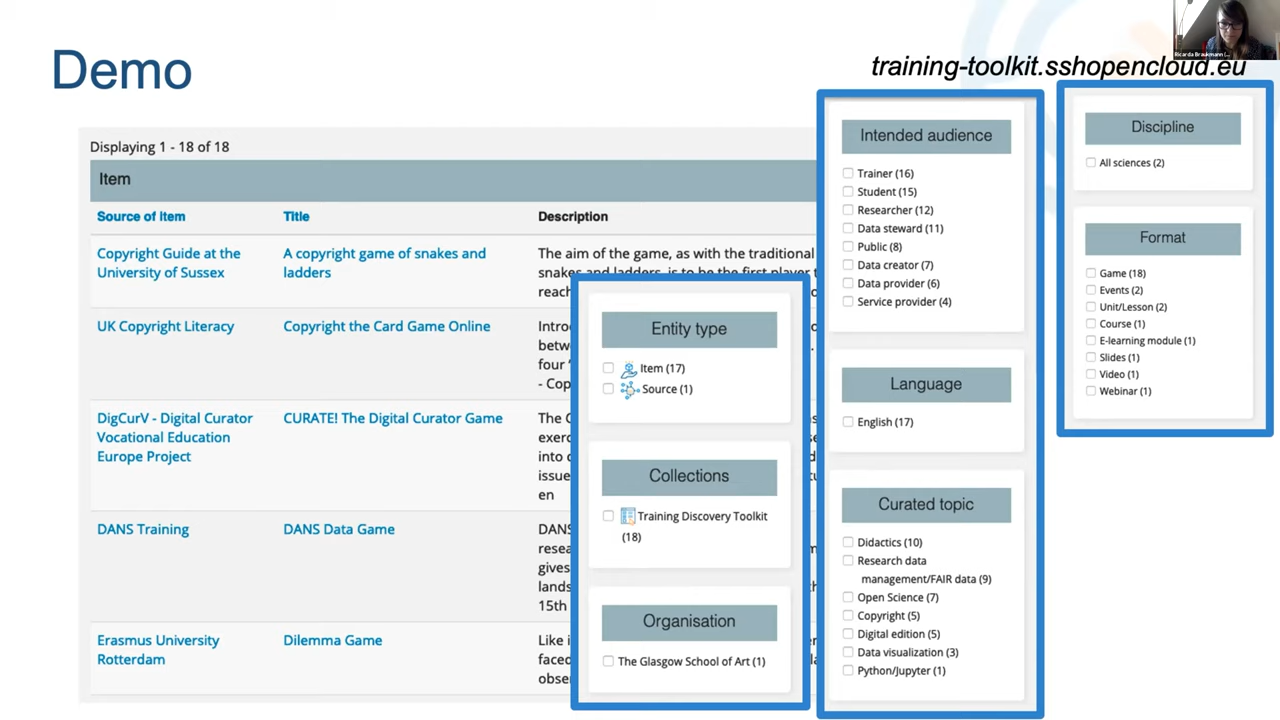 Demo
training-toolkit.sshopencloud.eu
Displaying 1 - 18 of 18
Item
Source of item
Title
Description
Copyright Guide at the
University of Sussex
A copyright game of snakes and
ladders
The aim of the game, as with the traditional
snakes and ladders, is to be the first player
reach
UK Copyright Literacy
Copyright the Card Game Online
Intro
betw
four
- Cop
DigCurV - Digital Curator
Vocational Education
Europe Project
CURATE! The Digital Curator Game
The C
exerc
into c
issue
en
DANS Training
DANS Data Game
DANS
resea
gives
lands
15th
Erasmus University
Rotterdam
Dilemma Game
Like i
faced
obser
Entity type
Item (17)
Source (1)
Collections
Training Discovery Toolkit
(18)
Organisation
The Glasgow School of Art (1)
Intended audience
Trainer (16)
Student (15)
Researcher (12)
Data steward (11)
Public (8)
Data creator (7)
Data provider (6)
Service provider (4)
Language
English (17)
Curated topic
Didactics (10)
Research data
management/FAIR data (9)
Open Science (7)
Copyright (5)
Digital edition (5)
Data visualization (3)
Python/Jupyter (1)
Discipline
All sciences (2)
Format
Game (18)
Events (2)
Unit/Lesson (2)
Course (1)
E-learning module (1)
Slides (1)
Video (1)
Webinar (1)
Ricarda Braukmann (...